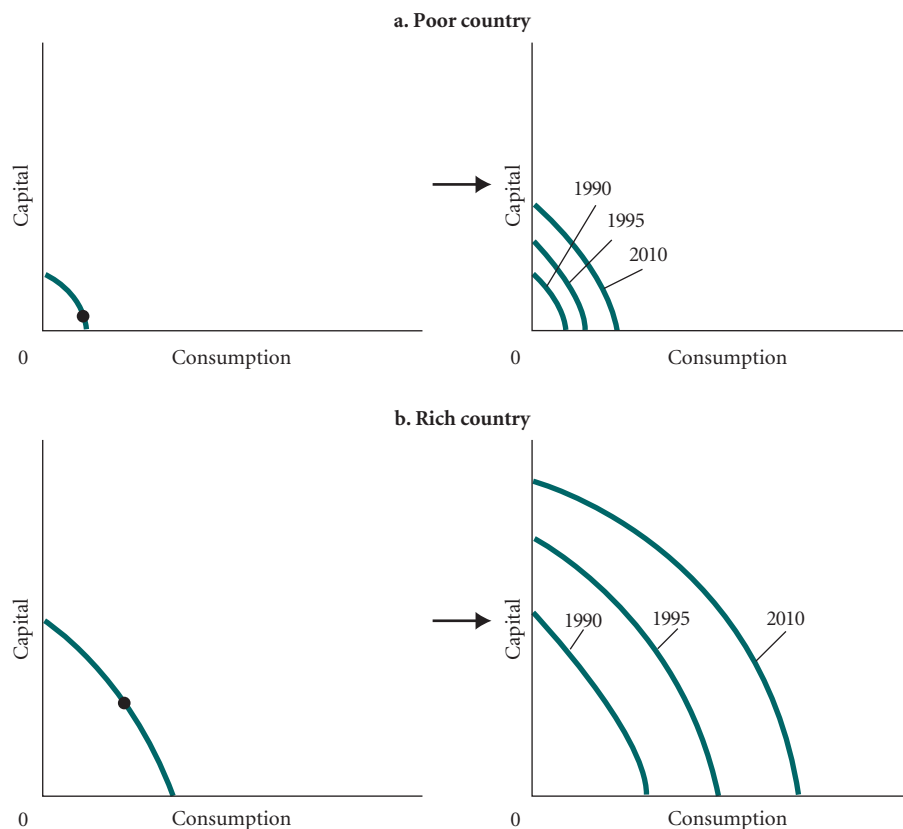 a. Poor country
Capital
0
Consumption
Capital
1990
1995
2010
0
Consumption
b. Rich country
Capital
0
Consumption
Capital
1990
1995
2010
0
Consumption